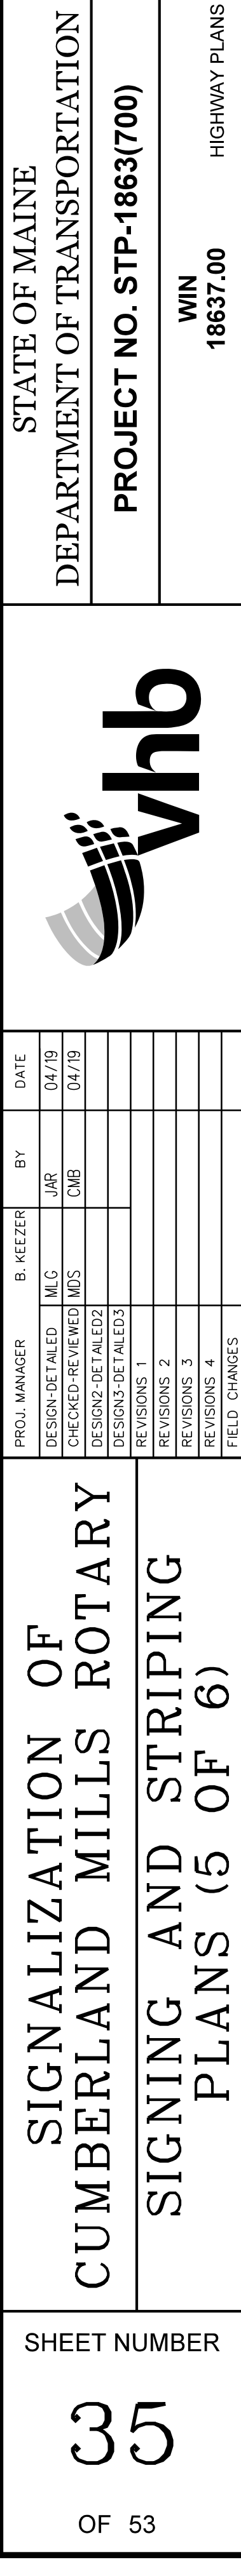 STATE OF MAINE
DEPARTMENT OF TRANSPORTATION
PROJECT NO. STP-1863(700)
WIN
18637.00
HIGHWAY PLANS
vhb
PROJ. MANAGER B. KEEZER BY DATE
DESIGN-DETAILED MLG JAR 04/19
CHECKED-REVIEWED MDS CMB 04/19
DESIGN2-DETAILED2
DESIGN3-DETAILED3
REVISIONS 1
REVISIONS 2
REVISIONS 3
REVISIONS 4
FIELD CHANGES
SIGNALIZATION OF
CUMBERLAND MILLS ROTARY
SIGNING AND STRIPING
PLANS (5 OF 6)
SHEET NUMBER
35
OF 53